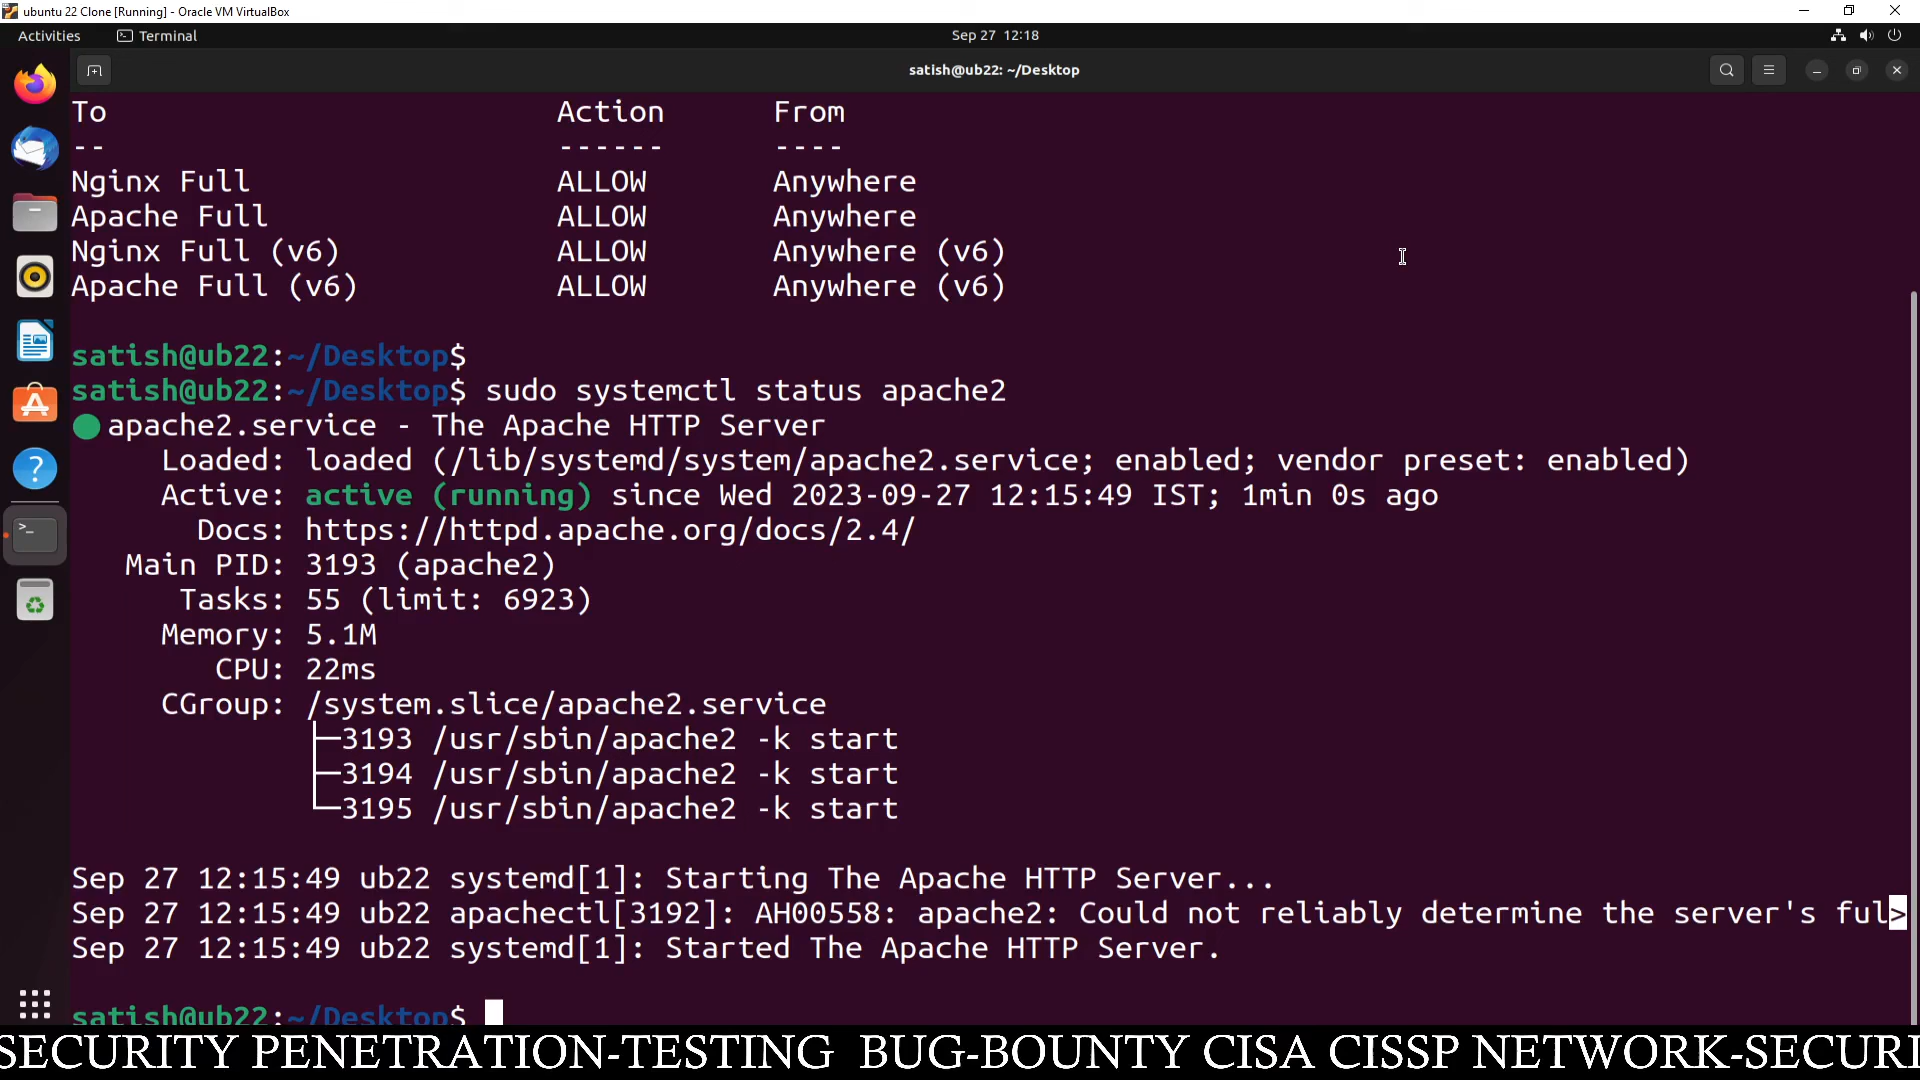 ubuntu 22 Clone [Running] - Oracle VM VirtualBox
Activities Terminal Sep 27 12:18
satish@ub22: ~/Desktop
To Action From
-- ------ ----
Nginx Full ALLOW Anywhere
Apache Full ALLOW Anywhere
Nginx Full (v6) ALLOW Anywhere (v6)
Apache Full (v6) ALLOW Anywhere (v6)
satish@ub22:~/Desktop$
satish@ub22:~/Desktop$ sudo systemctl status apache2
apache2.service - The Apache HTTP Server
Loaded: loaded (/lib/systemd/system/apache2.service; enabled; vendor preset: enabled)
Active: active (running) since Wed 2023-09-27 12:15:49 IST; 1min 0s ago
Docs: https://httpd.apache.org/docs/2.4/
Main PID: 3193 (apache2)
Tasks: 55 (limit: 6923)
Memory: 5.1M
CPU: 22ms
CGroup: /system.slice/apache2.service
├─3193 /usr/sbin/apache2 -k start
├─3194 /usr/sbin/apache2 -k start
└─3195 /usr/sbin/apache2 -k start
Sep 27 12:15:49 ub22 systemd[1]: Starting The Apache HTTP Server...
Sep 27 12:15:49 ub22 apachectl[3192]: AH00558: apache2: Could not reliably determine the server's ful>
Sep 27 12:15:49 ub22 systemd[1]: Started The Apache HTTP Server.
satish@ub22:~/Desktop$
SECURITY PENETRATION-TESTING BUG-BOUNTY CISA CISSP NETWORK-SECURI